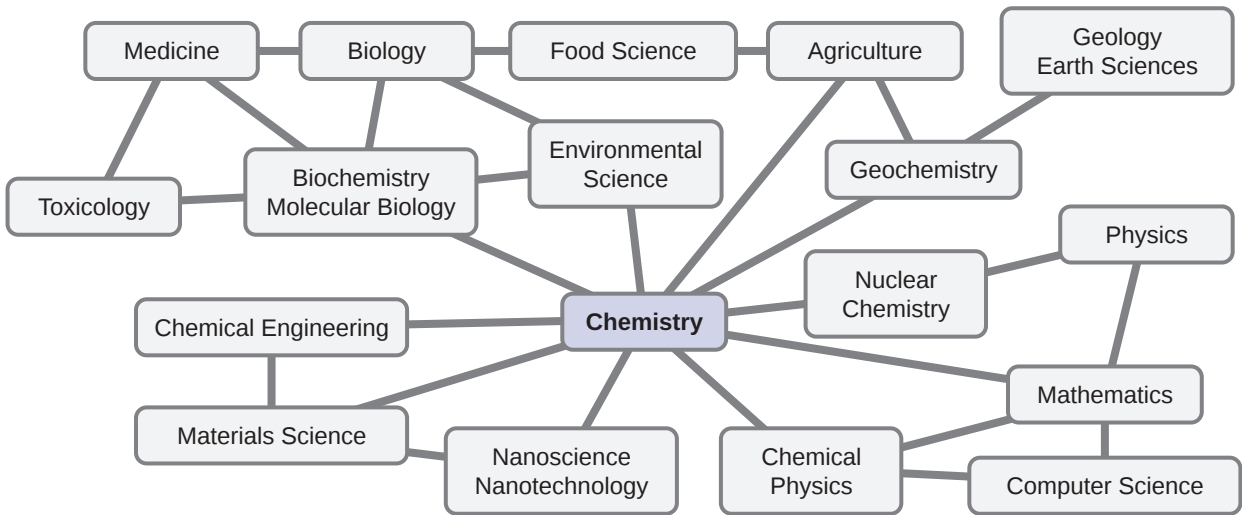 Medicine
Biology
Food Science
Agriculture
Geology
Earth Sciences
Environmental
Science
Geochemistry
Biochemistry
Molecular Biology
Toxicology
Physics
Nuclear
Chemistry
Chemical Engineering
Chemistry
Mathematics
Materials Science
Nanoscience
Nanotechnology
Chemical
Physics
Computer Science